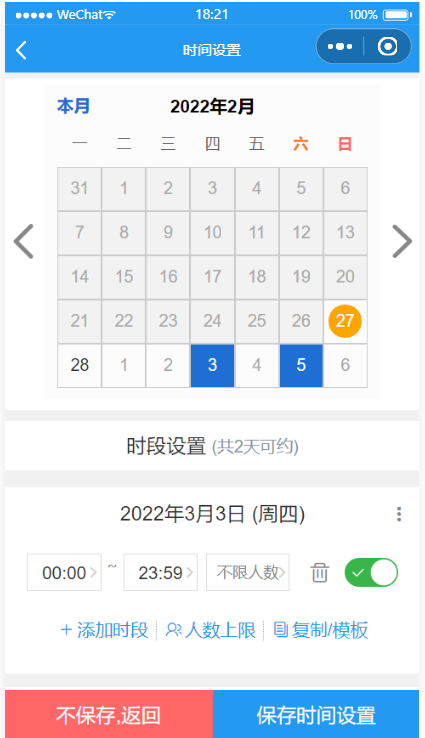 WeChat 18:21 100%
时间设置
本月 2022年2月
一 二 三 四 五 六 日
31 1 2 3 4 5 6
7 8 9 10 11 12 13
14 15 16 17 18 19 20
21 22 23 24 25 26 27
28 1 2 3 4 5 6
时段设置 (共2天可约)
2022年3月3日 (周四)
00:00 ~ 23:59 不限人数
+ 添加时段 人数上限 复制/模板
不保存,返回 保存时间设置